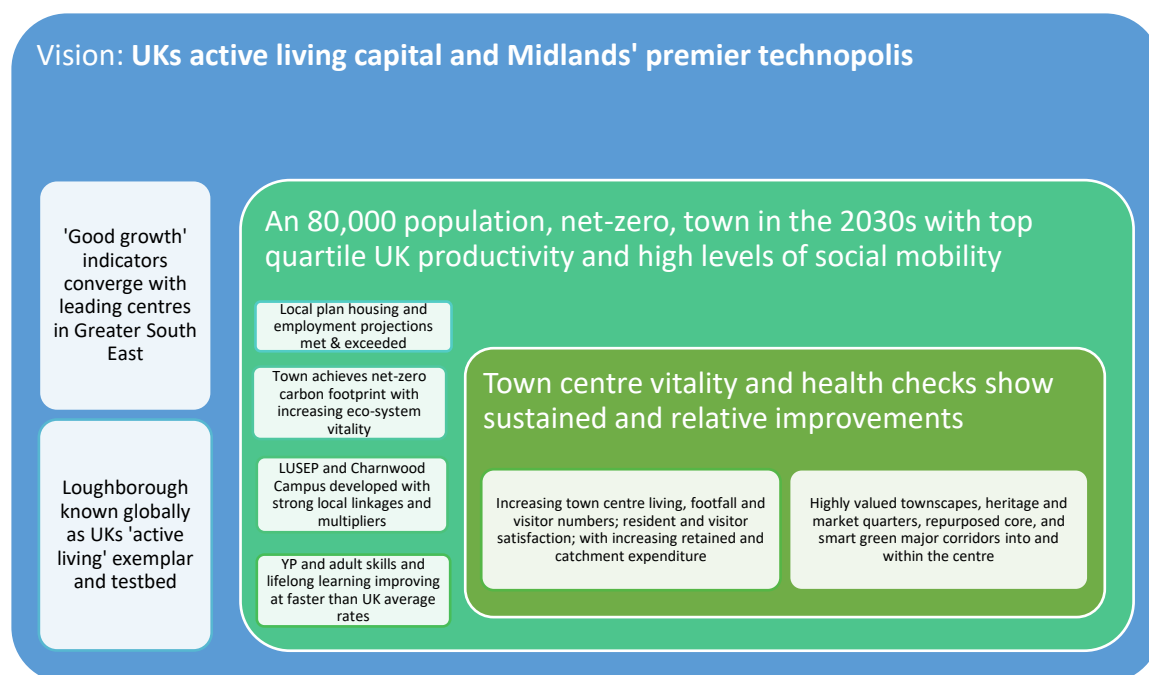 Vision: UKs active living capital and Midlands' premier technopolis
'Good growth'
indicators
converge with
leading centres
in Greater South
East
Loughborough
known globally
as UKs 'active
living' exemplar
and testbed
An 80,000 population, net-zero, town in the 2030s with top
quartile UK productivity and high levels of social mobility
Local plan housing and
employment projections
met & exceeded
Town achieves net-zero
carbon footprint with
increasing eco-system
vitality
LUSEP and Charnwood
Campus developed with
strong local linkages and
multipliers
YP and adult skills and
lifelong learning improving
at faster than UK average
rates
Town centre vitality and health checks show
sustained and relative improvements
Increasing town centre living, footfall and
visitor numbers; resident and visitor
satisfaction; with increasing retained and
catchment expenditure
Highly valued townscapes, heritage and
market quarters, repurposed core, and
smart green major corridors into and
within the centre